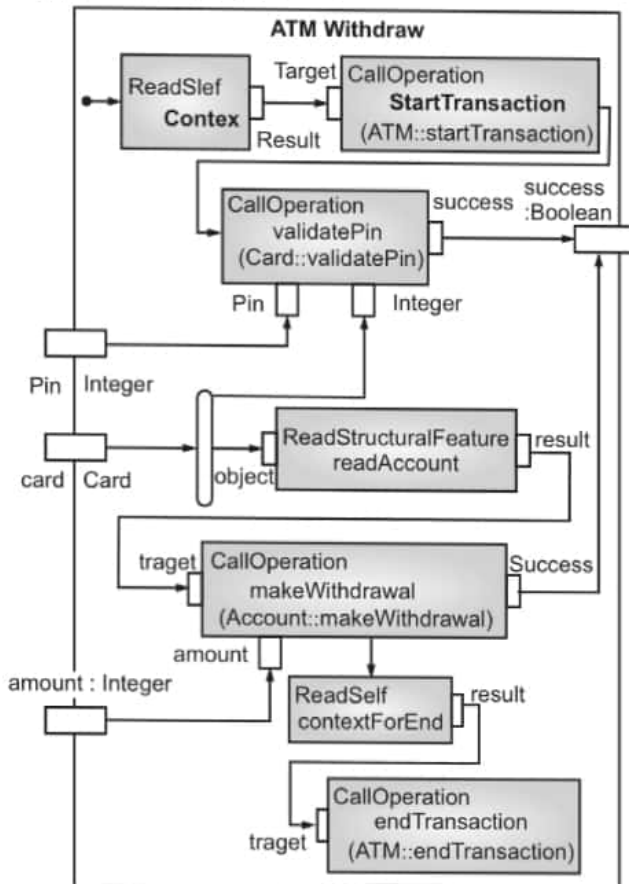 ATM Withdraw
ReadSlef
Contex
Result
Target
CallOperation
StartTransaction
(ATM::startTransaction)
CallOperation
validatePin
(Card::validatePin)
success
success
:Boolean
Pin
Integer
Pin Integer
card Card
object
ReadStructuralFeature
readAccount
result
traget
CallOperation
makeWithdrawal
(Account::makeWithdrawal)
Success
amount
amount : Integer
ReadSelf
contextForEnd
result
traget
CallOperation
endTransaction
(ATM::endTransaction)